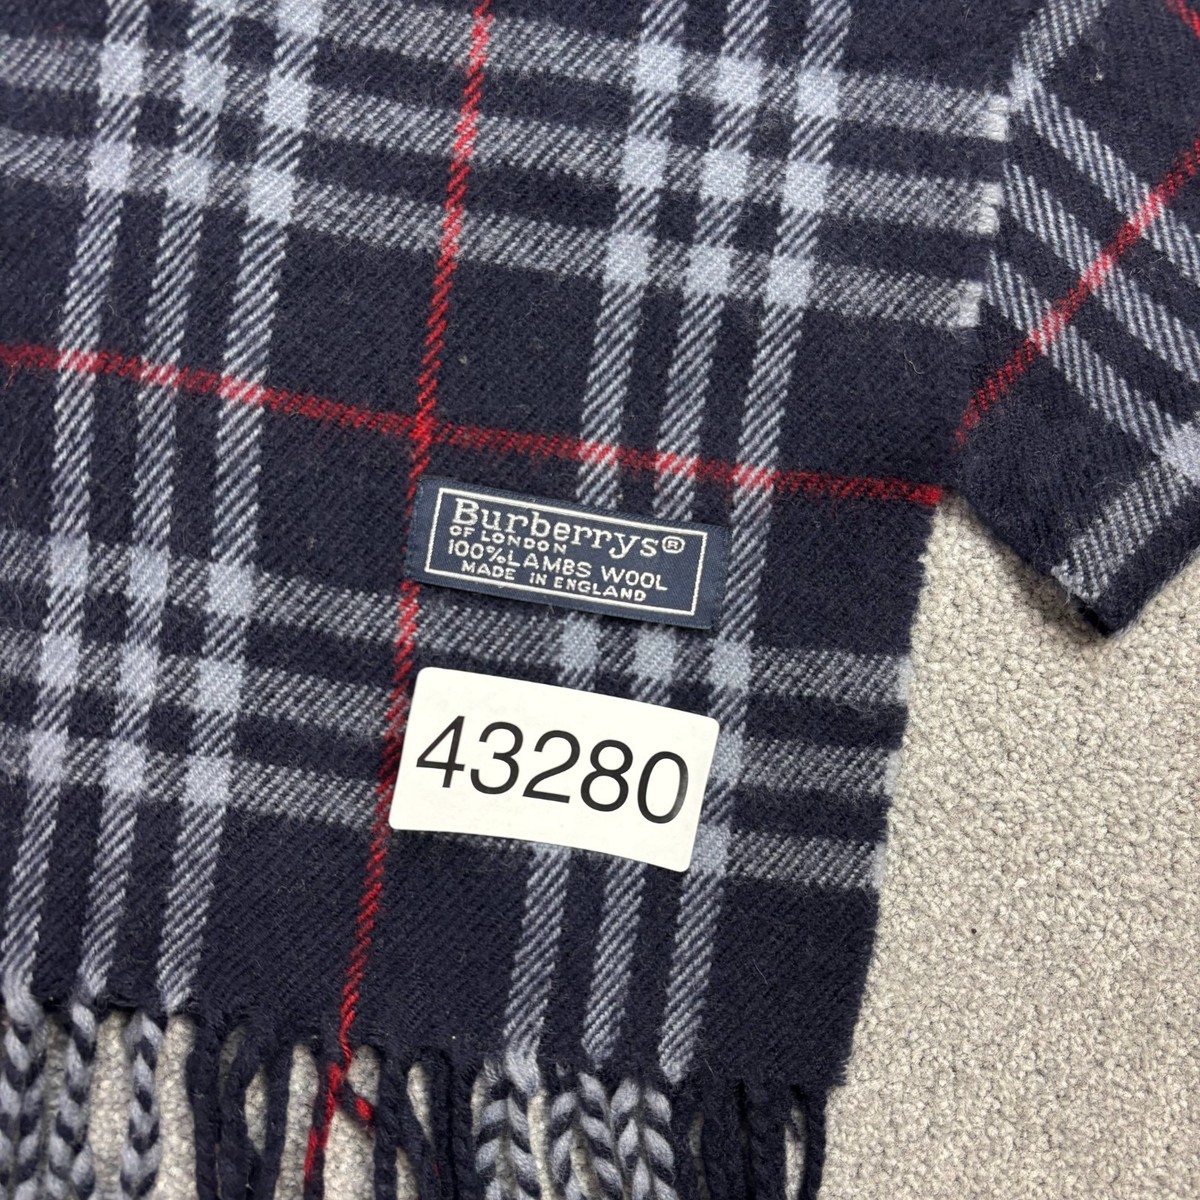 Burberrys®
OF LONDON
100% LAMBS WOOL
MADE IN ENGLAND
43280